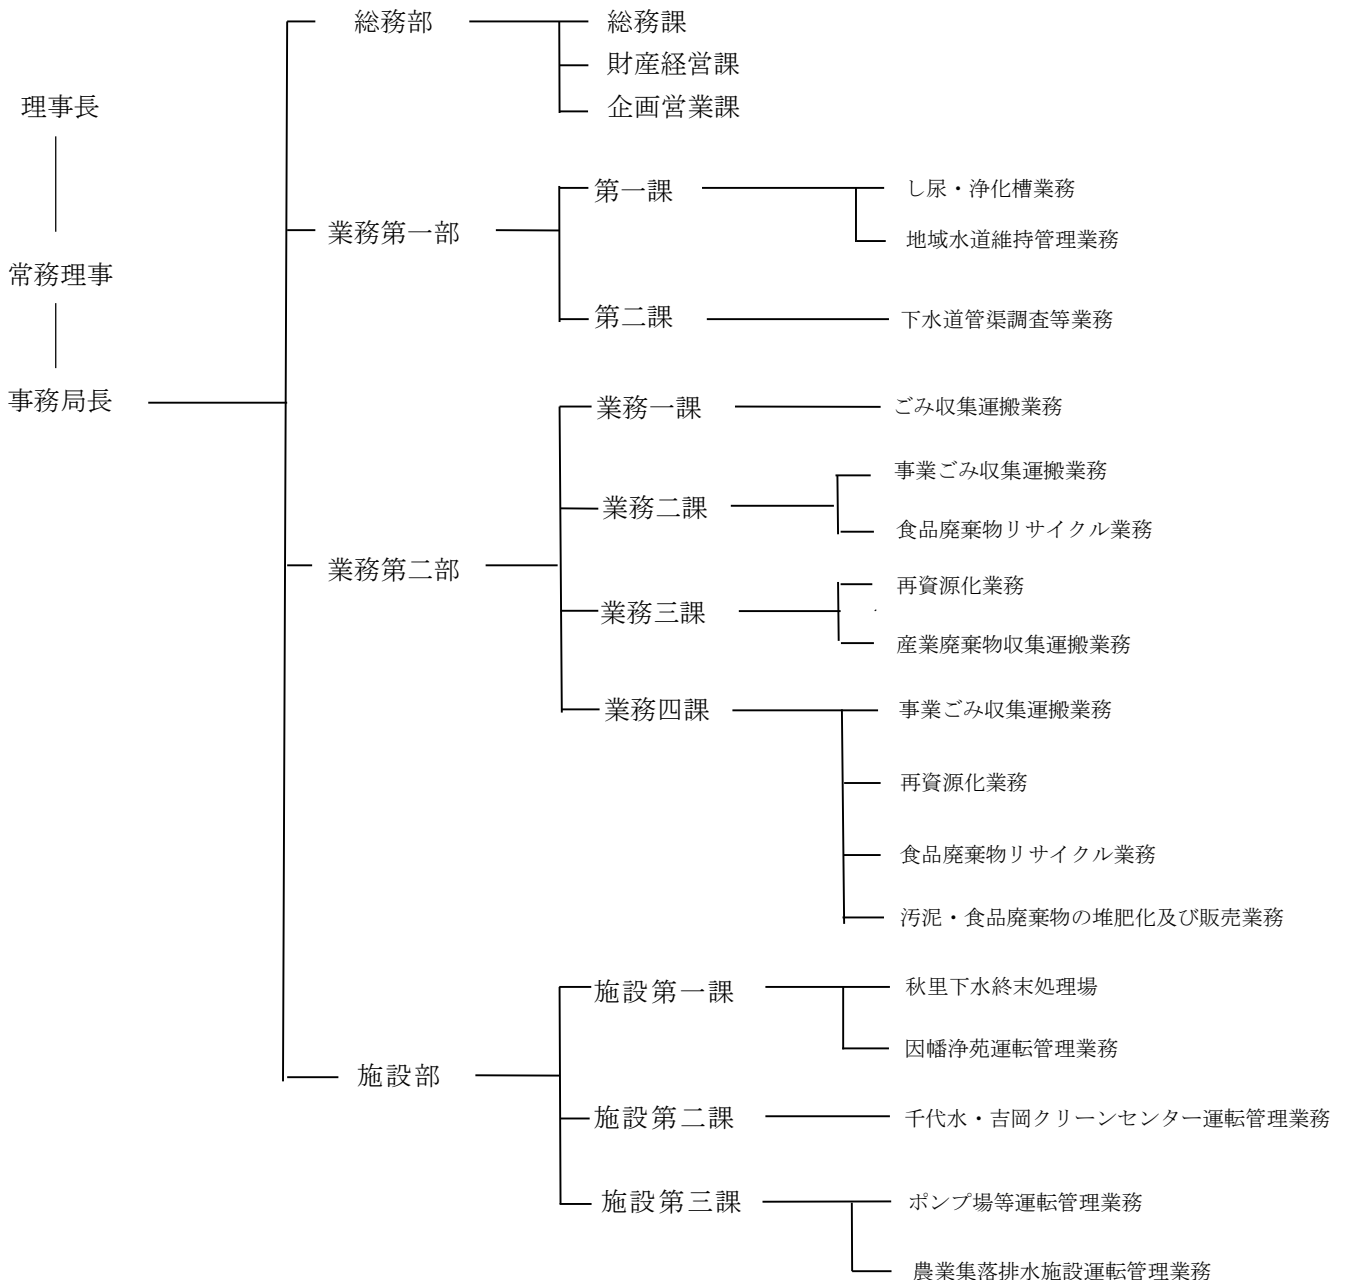 総務部
総務課
財産経営課
企画営業課
理事長
常務理事
事務局長
業務第一部
第一課
し尿・浄化槽業務
地域水道維持管理業務
第二課
下水道管渠調査等業務
業務第二部
業務一課
ごみ収集運搬業務
業務二課
事業ごみ収集運搬業務
食品廃棄物リサイクル業務
業務三課
再資源化業務
産業廃棄物収集運搬業務
業務四課
事業ごみ収集運搬業務
再資源化業務
食品廃棄物リサイクル業務
汚泥・食品廃棄物の堆肥化及び販売業務
施設部
施設第一課
秋里下水終末処理場
因幡浄苑運転管理業務
施設第二課
千代水・吉岡クリーンセンター運転管理業務
施設第三課
ポンプ場等運転管理業務
農業集落排水施設運転管理業務